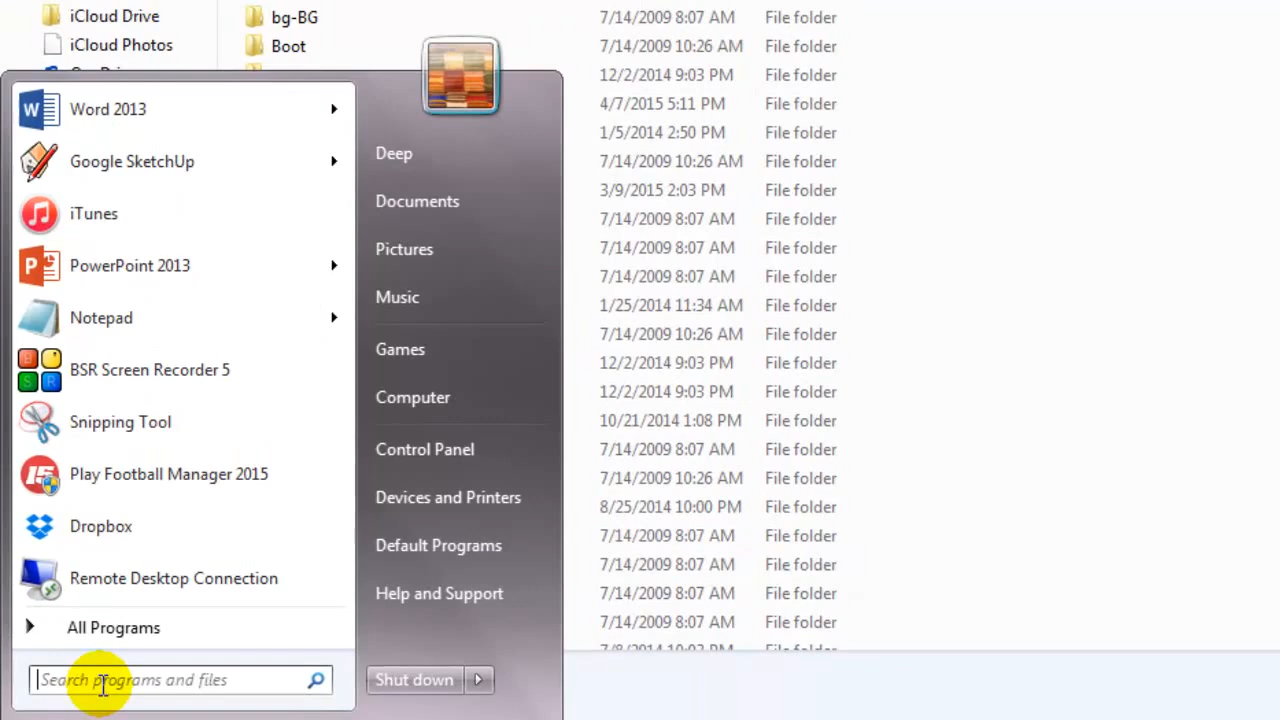 iCloud Drive
iCloud Photos
bg-BG
Boot
7/14/2009 8:07 AM File folder
7/14/2009 10:26 AM File folder
12/2/2014 9:03 PM File folder
4/7/2015 5:11 PM File folder
1/5/2014 2:50 PM File folder
7/14/2009 10:26 AM File folder
3/9/2015 2:03 PM File folder
7/14/2009 8:07 AM File folder
7/14/2009 8:07 AM File folder
7/14/2009 8:07 AM File folder
1/25/2014 11:34 AM File folder
7/14/2009 10:26 AM File folder
12/2/2014 9:03 PM File folder
12/2/2014 9:03 PM File folder
10/21/2014 1:08 PM File folder
7/14/2009 8:07 AM File folder
7/14/2009 10:26 AM File folder
8/25/2014 10:00 PM File folder
7/14/2009 8:07 AM File folder
7/14/2009 8:07 AM File folder
7/14/2009 8:07 AM File folder
7/14/2009 8:07 AM File folder
Word 2013
Google SketchUp
iTunes
PowerPoint 2013
Notepad
BSR Screen Recorder 5
Snipping Tool
Play Football Manager 2015
Dropbox
Remote Desktop Connection
All Programs
Search programs and files
Deep
Documents
Pictures
Music
Games
Computer
Control Panel
Devices and Printers
Default Programs
Help and Support
Shut down